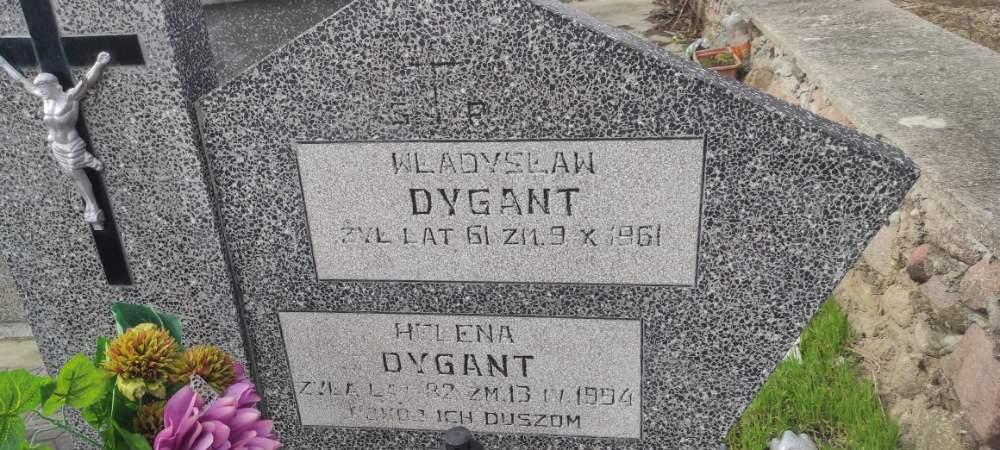 Ś P
WŁADYSŁAW
DYGANT
ŻYŁ LAT 61 ZM. 9 X 1961
HELENA
DYGANT
ŻYŁA LAT 82 ZM. 13 IV 1994
POKÓJ ICH DUSZOM